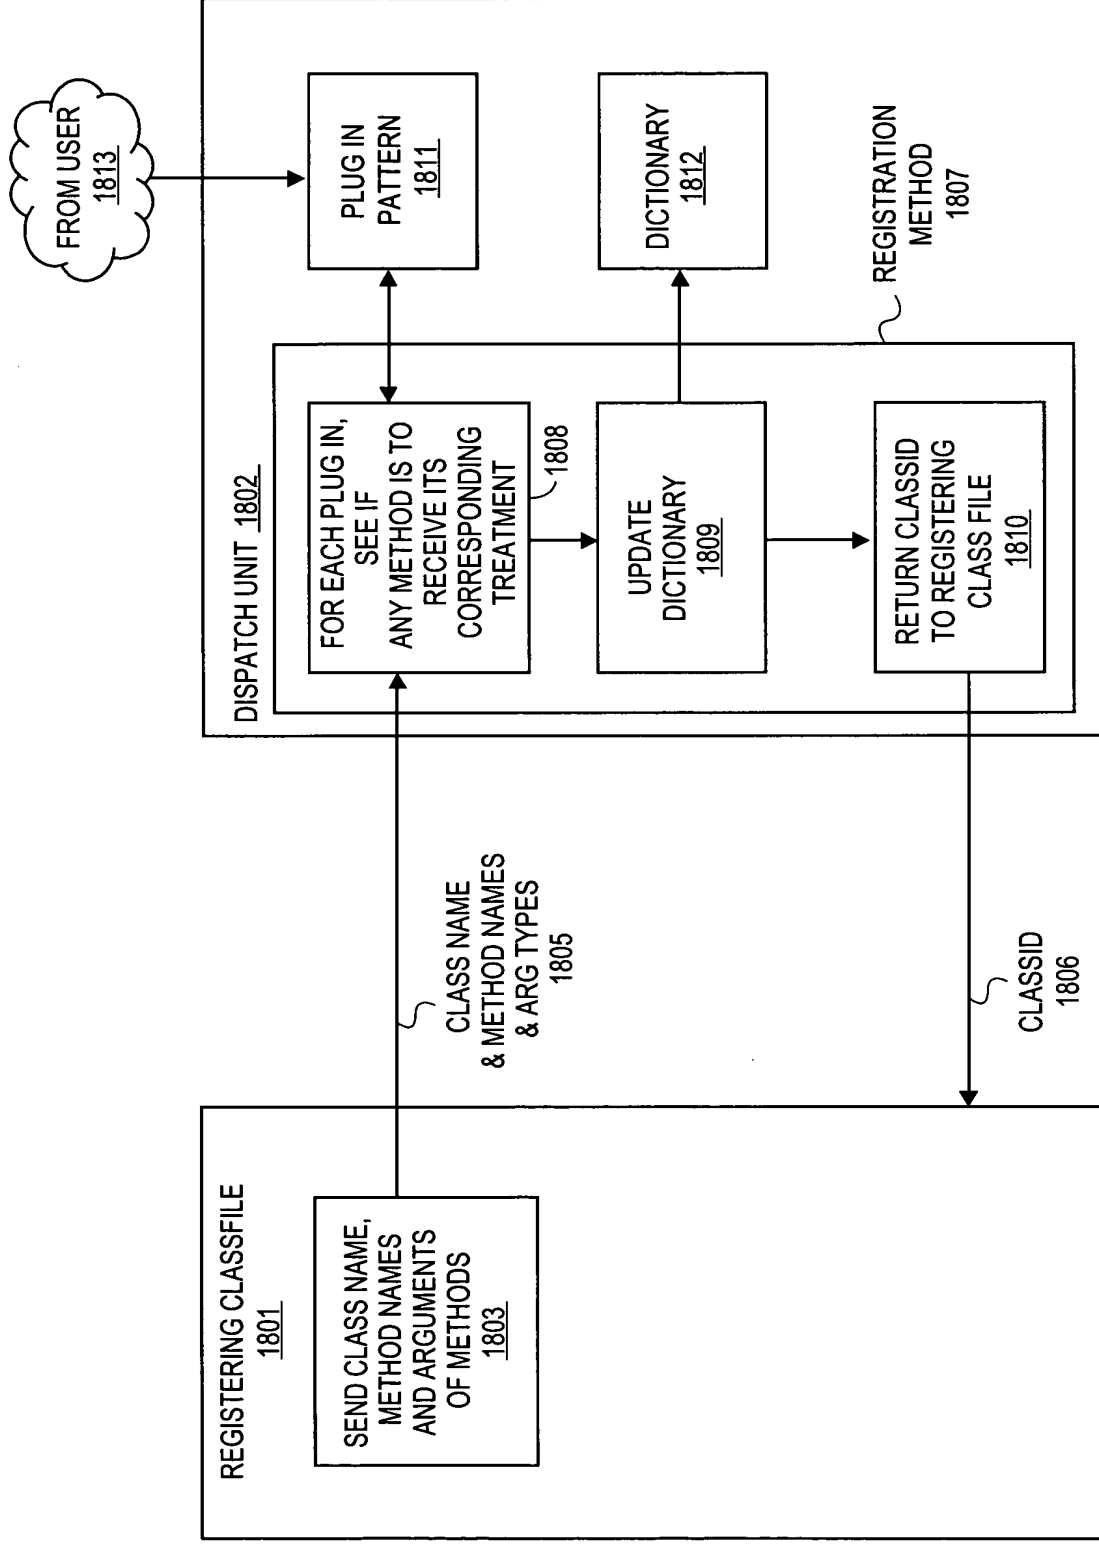 REGISTERING CLASSFILE
1801
SEND CLASS NAME,
METHOD NAMES
AND ARGUMENTS
OF METHODS
1803
CLASS NAME
& METHOD NAMES
& ARG TYPES
1805
CLASSID
1806
DISPATCH UNIT 1802
FOR EACH PLUG IN,
SEE IF
ANY METHOD IS TO
RECEIVE ITS
CORRESPONDING
TREATMENT
1808
UPDATE
DICTIONARY
1809
RETURN CLASSID
TO REGISTERING
CLASS FILE
1810
REGISTRATION
METHOD
1807
PLUG IN
PATTERN
1811
DICTIONARY
1812
FROM USER
1813